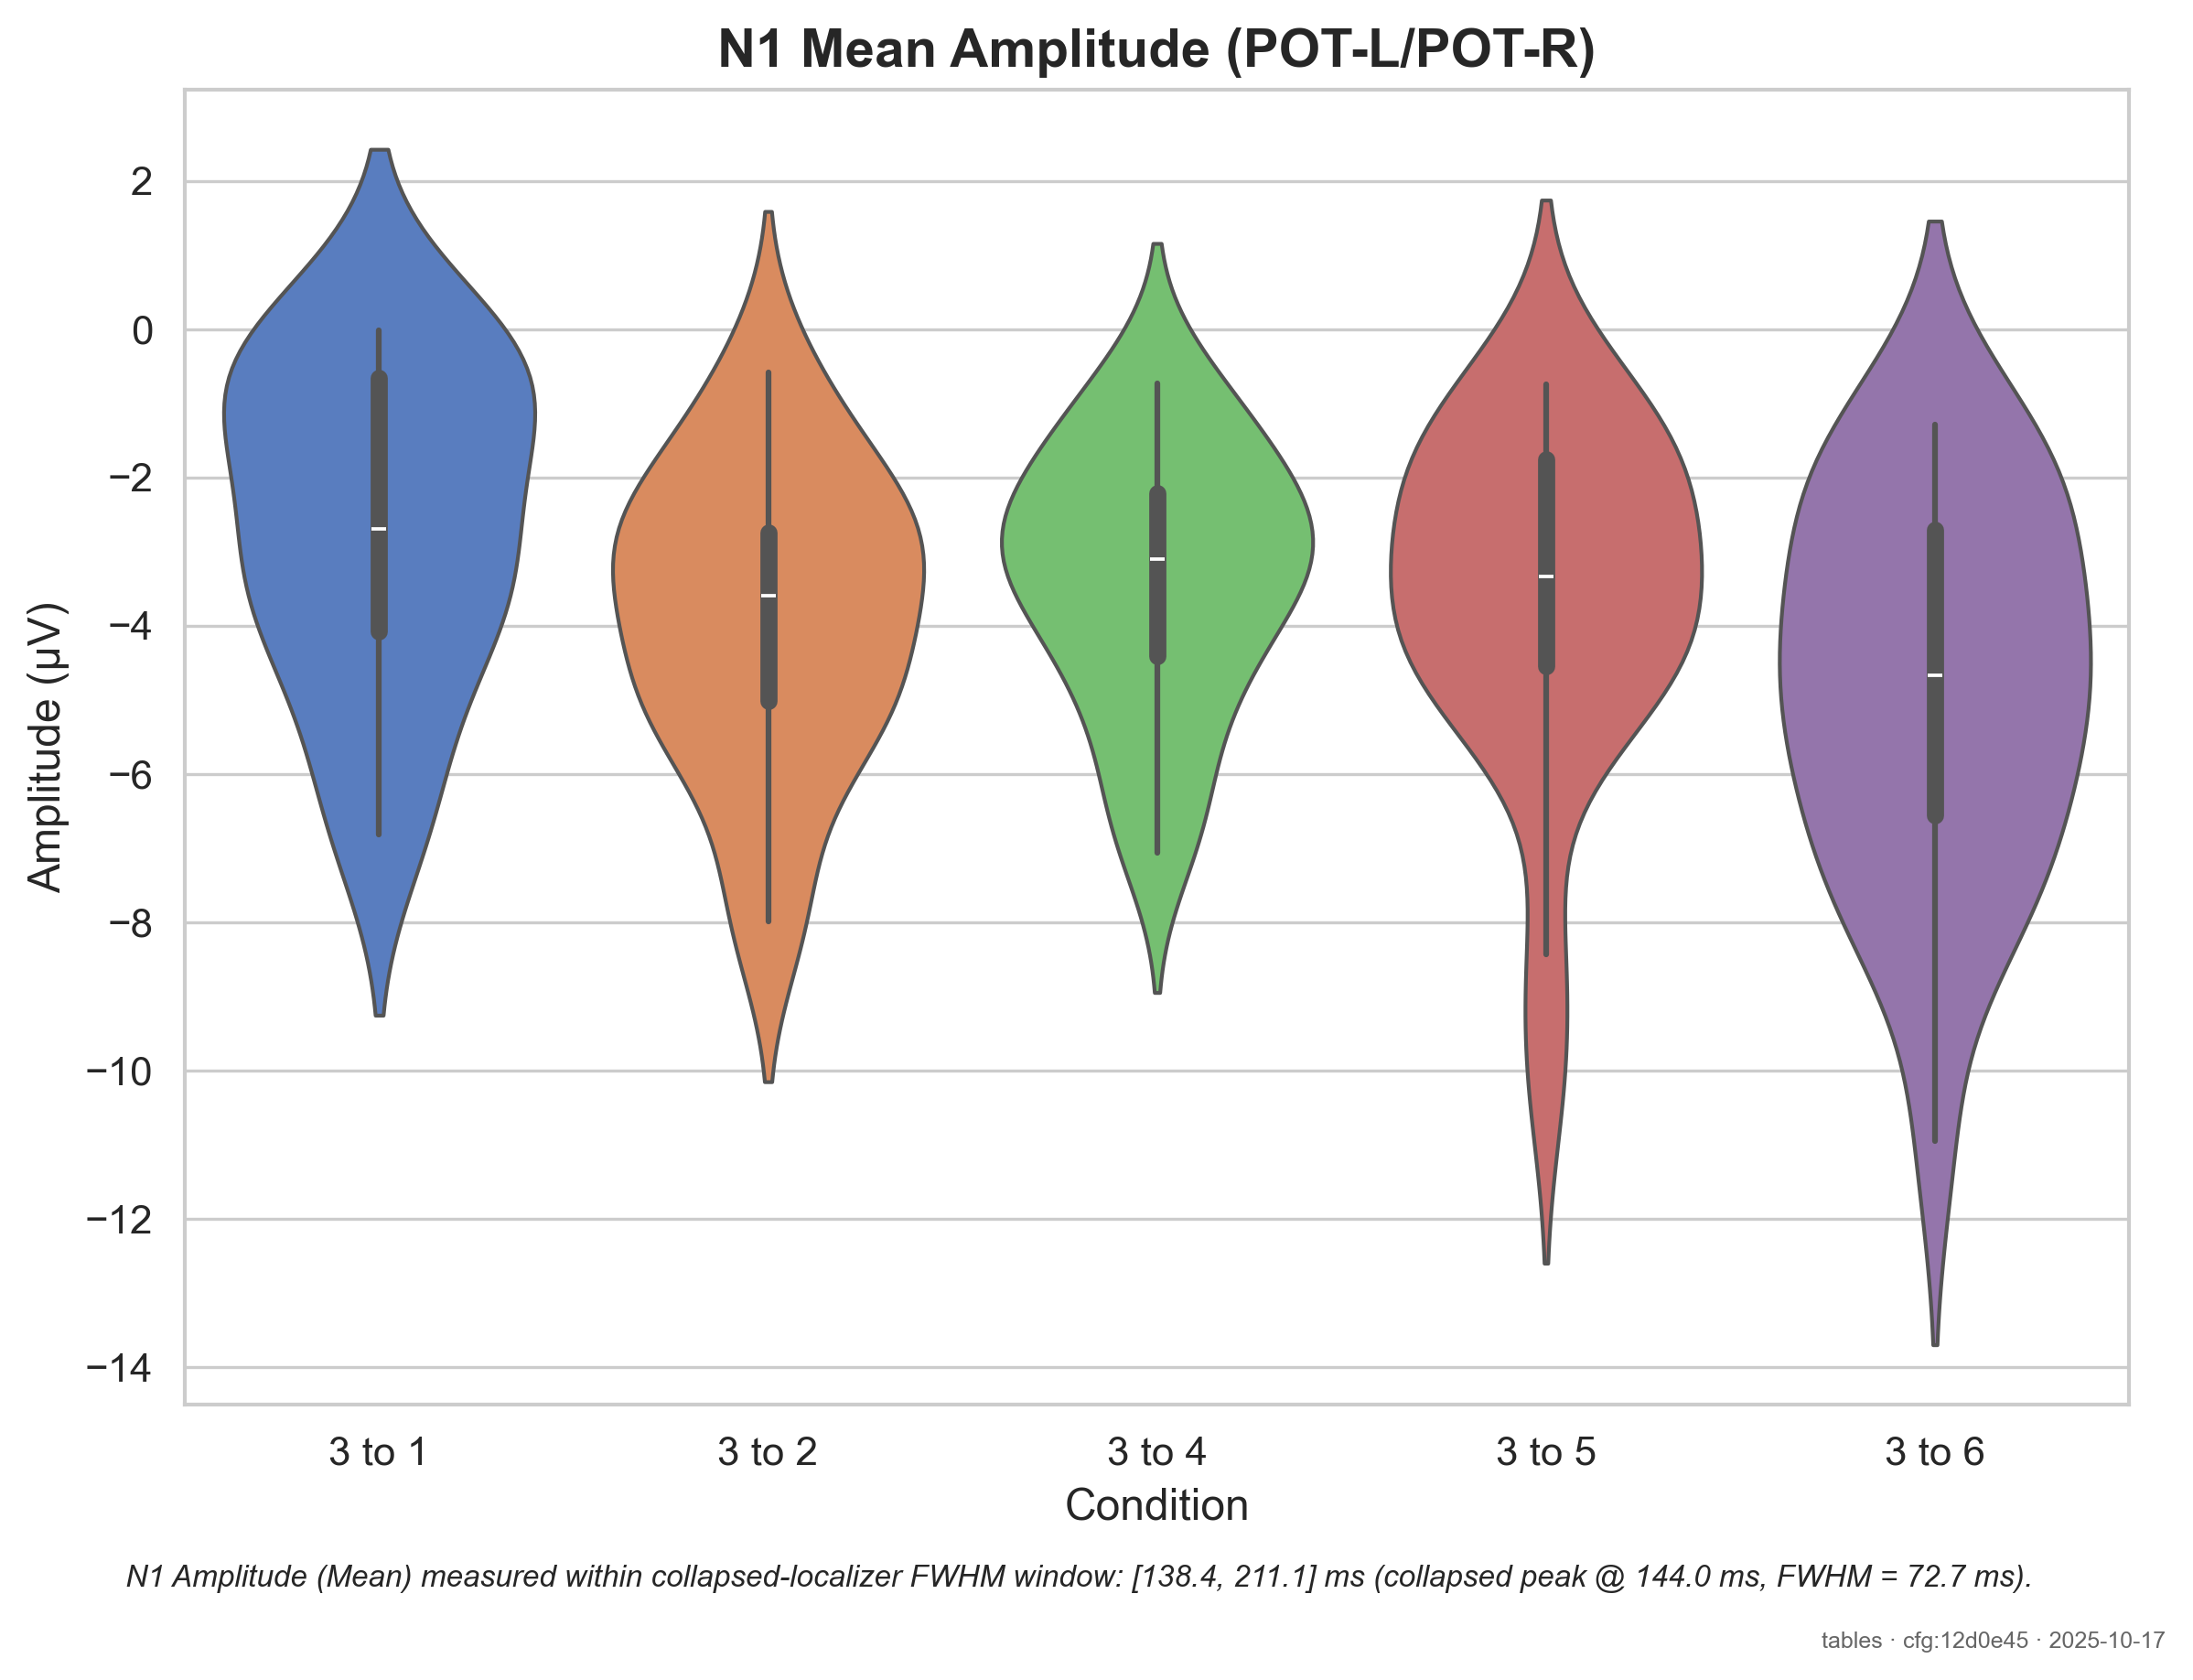 N1 Mean Amplitude (POT-L/POT-R)
Amplitude (µV)
2
0
−2
−4
−6
−8
−10
−12
−14
3 to 1
3 to 2
3 to 4
3 to 5
3 to 6
Condition
N1 Amplitude (Mean) measured within collapsed-localizer FWHM window: [138.4, 211.1] ms (collapsed peak @ 144.0 ms, FWHM = 72.7 ms).
tables · cfg:12d0e45 · 2025-10-17